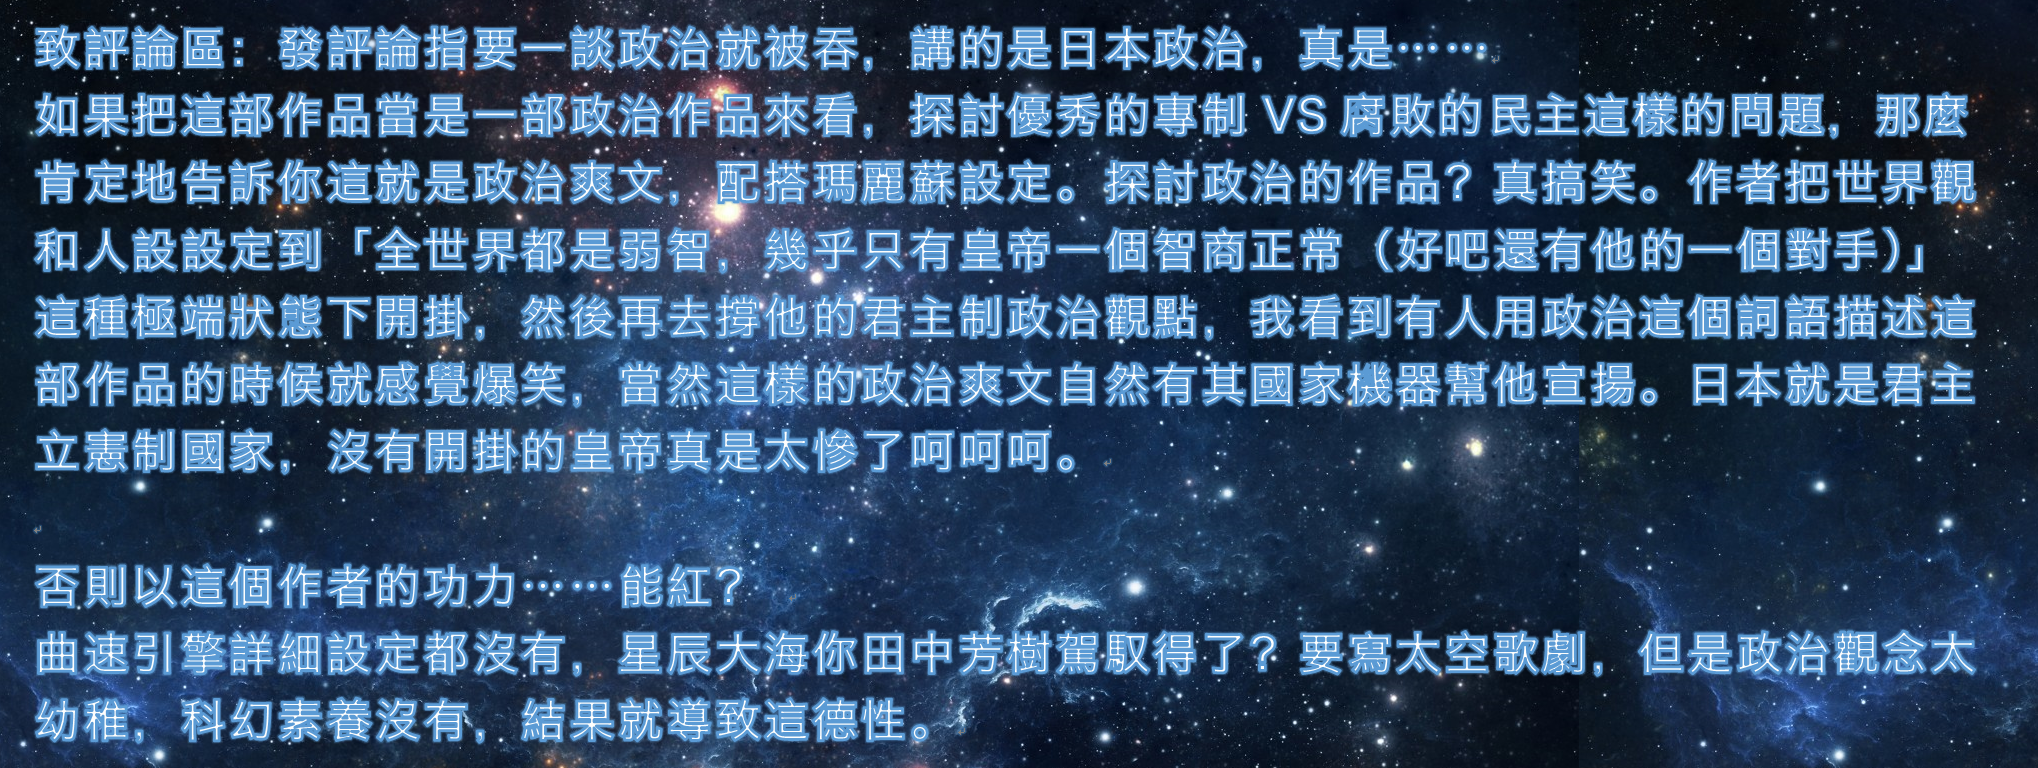 致評論區：發評論指要一談政治就被吞，講的是日本政治，真是……
如果把這部作品當是一部政治作品來看，探討優秀的專制 VS 腐敗的民主這樣的問題，那麼
肯定地告訴你這就是政治爽文，配搭瑪麗蘇設定。探討政治的作品？真搞笑。作者把世界觀
和人設設定到「全世界都是弱智，幾乎只有皇帝一個智商正常（好吧還有他的一個對手）」
這種極端狀態下開掛，然後再去撐他的君主制政治觀點，我看到有人用政治這個詞語描述這
部作品的時候就感覺爆笑，當然這樣的政治爽文自然有其國家機器幫他宣揚。日本就是君主
立憲制國家，沒有開掛的皇帝真是太慘了呵呵呵。
否則以這個作者的功力……能紅？
曲速引擎詳細設定都沒有，星辰大海你田中芳樹駕馭得了？要寫太空歌劇，但是政治觀念太
幼稚，科幻素養沒有，結果就導致這德性。